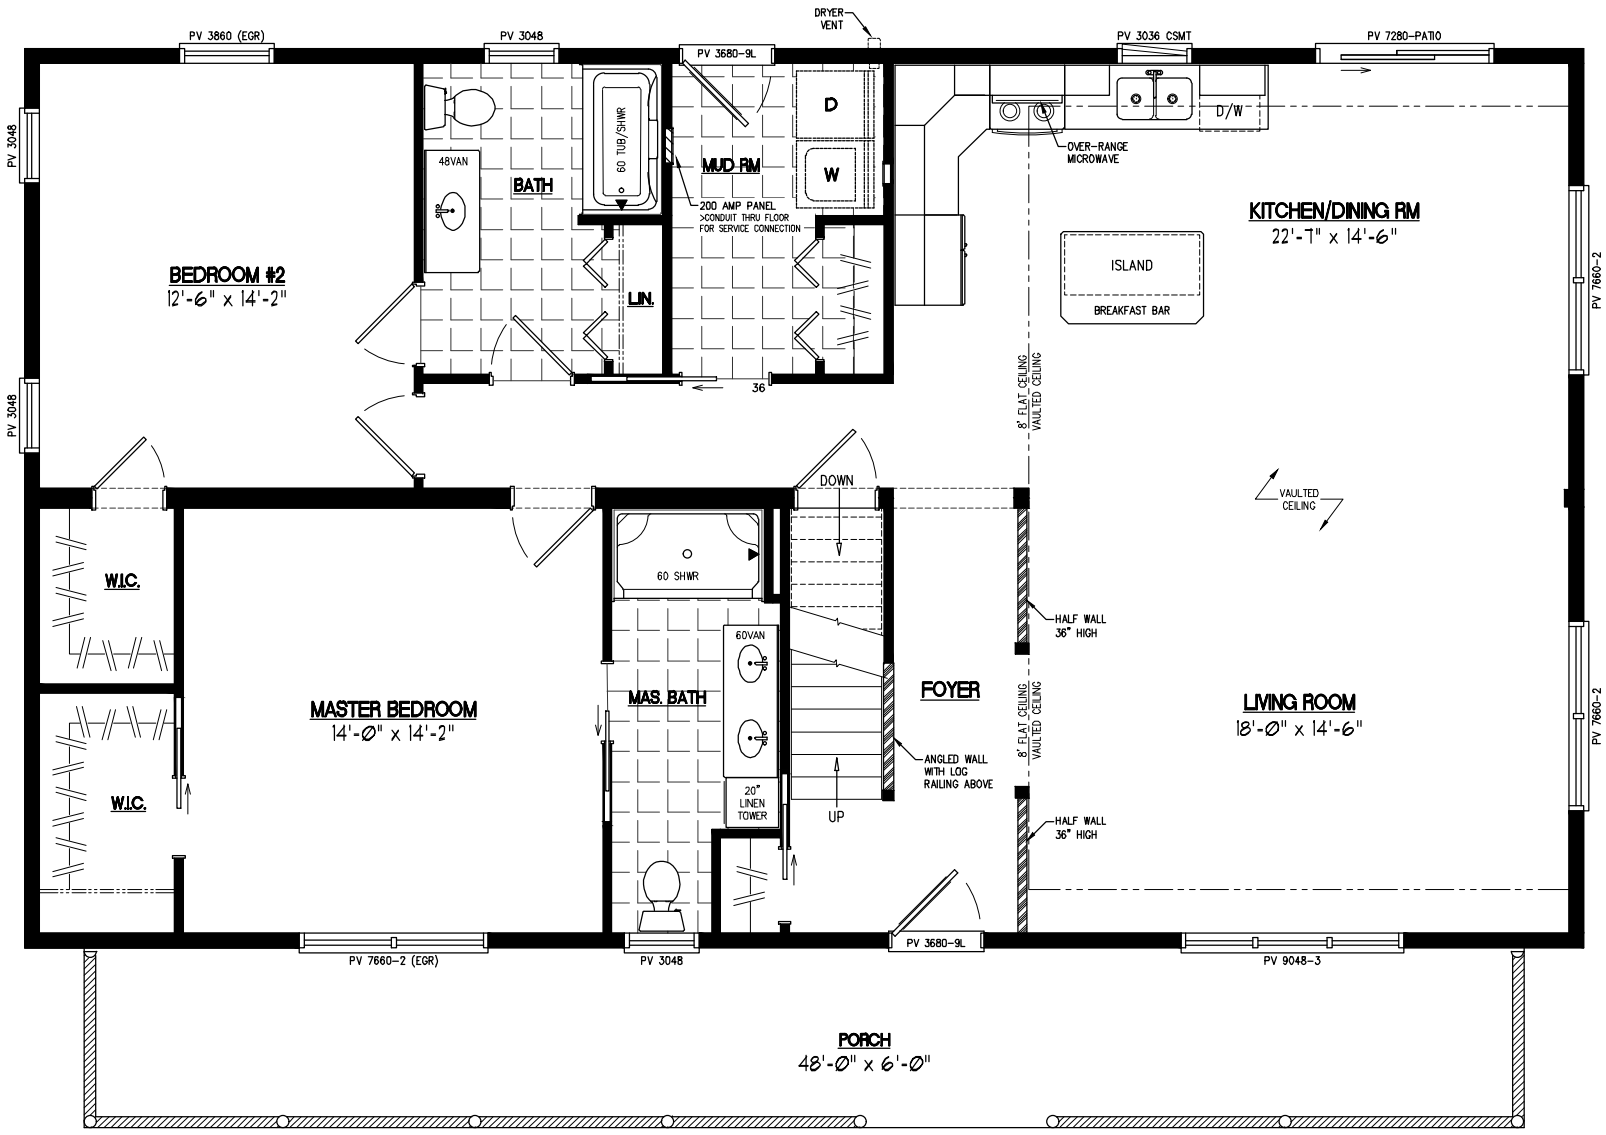 DRYER
VENT
PV 3860 (EGR)
PV 3048
PV 3680-9L
PV 3036 CSMT
PV 7280-PATIO
PV 3048
48VAN
BATH
60 TUB/SHWR
MUD RM
D
W
200 AMP PANEL
>CONDUIT THRU FLOOR
FOR SERVICE CONNECTION
D/W
OVER-RANGE
MICROWAVE
KITCHEN/DINING RM
22'-7" x 14'-6"
ISLAND
BREAKFAST BAR
PV 7660-2
BEDROOM #2
12'-6" x 14'-2"
LIN.
36
8' FLAT CEILING
VAULTED CEILING
PV 3048
DOWN
VAULTED
CEILING
W.I.C.
60 SHWR
HALF WALL
36" HIGH
60VAN
MAS. BATH
FOYER
MASTER BEDROOM
14'-0" x 14'-2"
LIVING ROOM
18'-0" x 14'-6"
8' FLAT CEILING
VAULTED CEILING
PV 7660-2
ANGLED WALL
WITH LOG
RAILING ABOVE
W.I.C.
20"
LINEN
TOWER
UP
HALF WALL
36" HIGH
PV 7660-2 (EGR)
PV 3048
PV 3680-9L
PV 9048-3
PORCH
48'-0" x 6'-0"